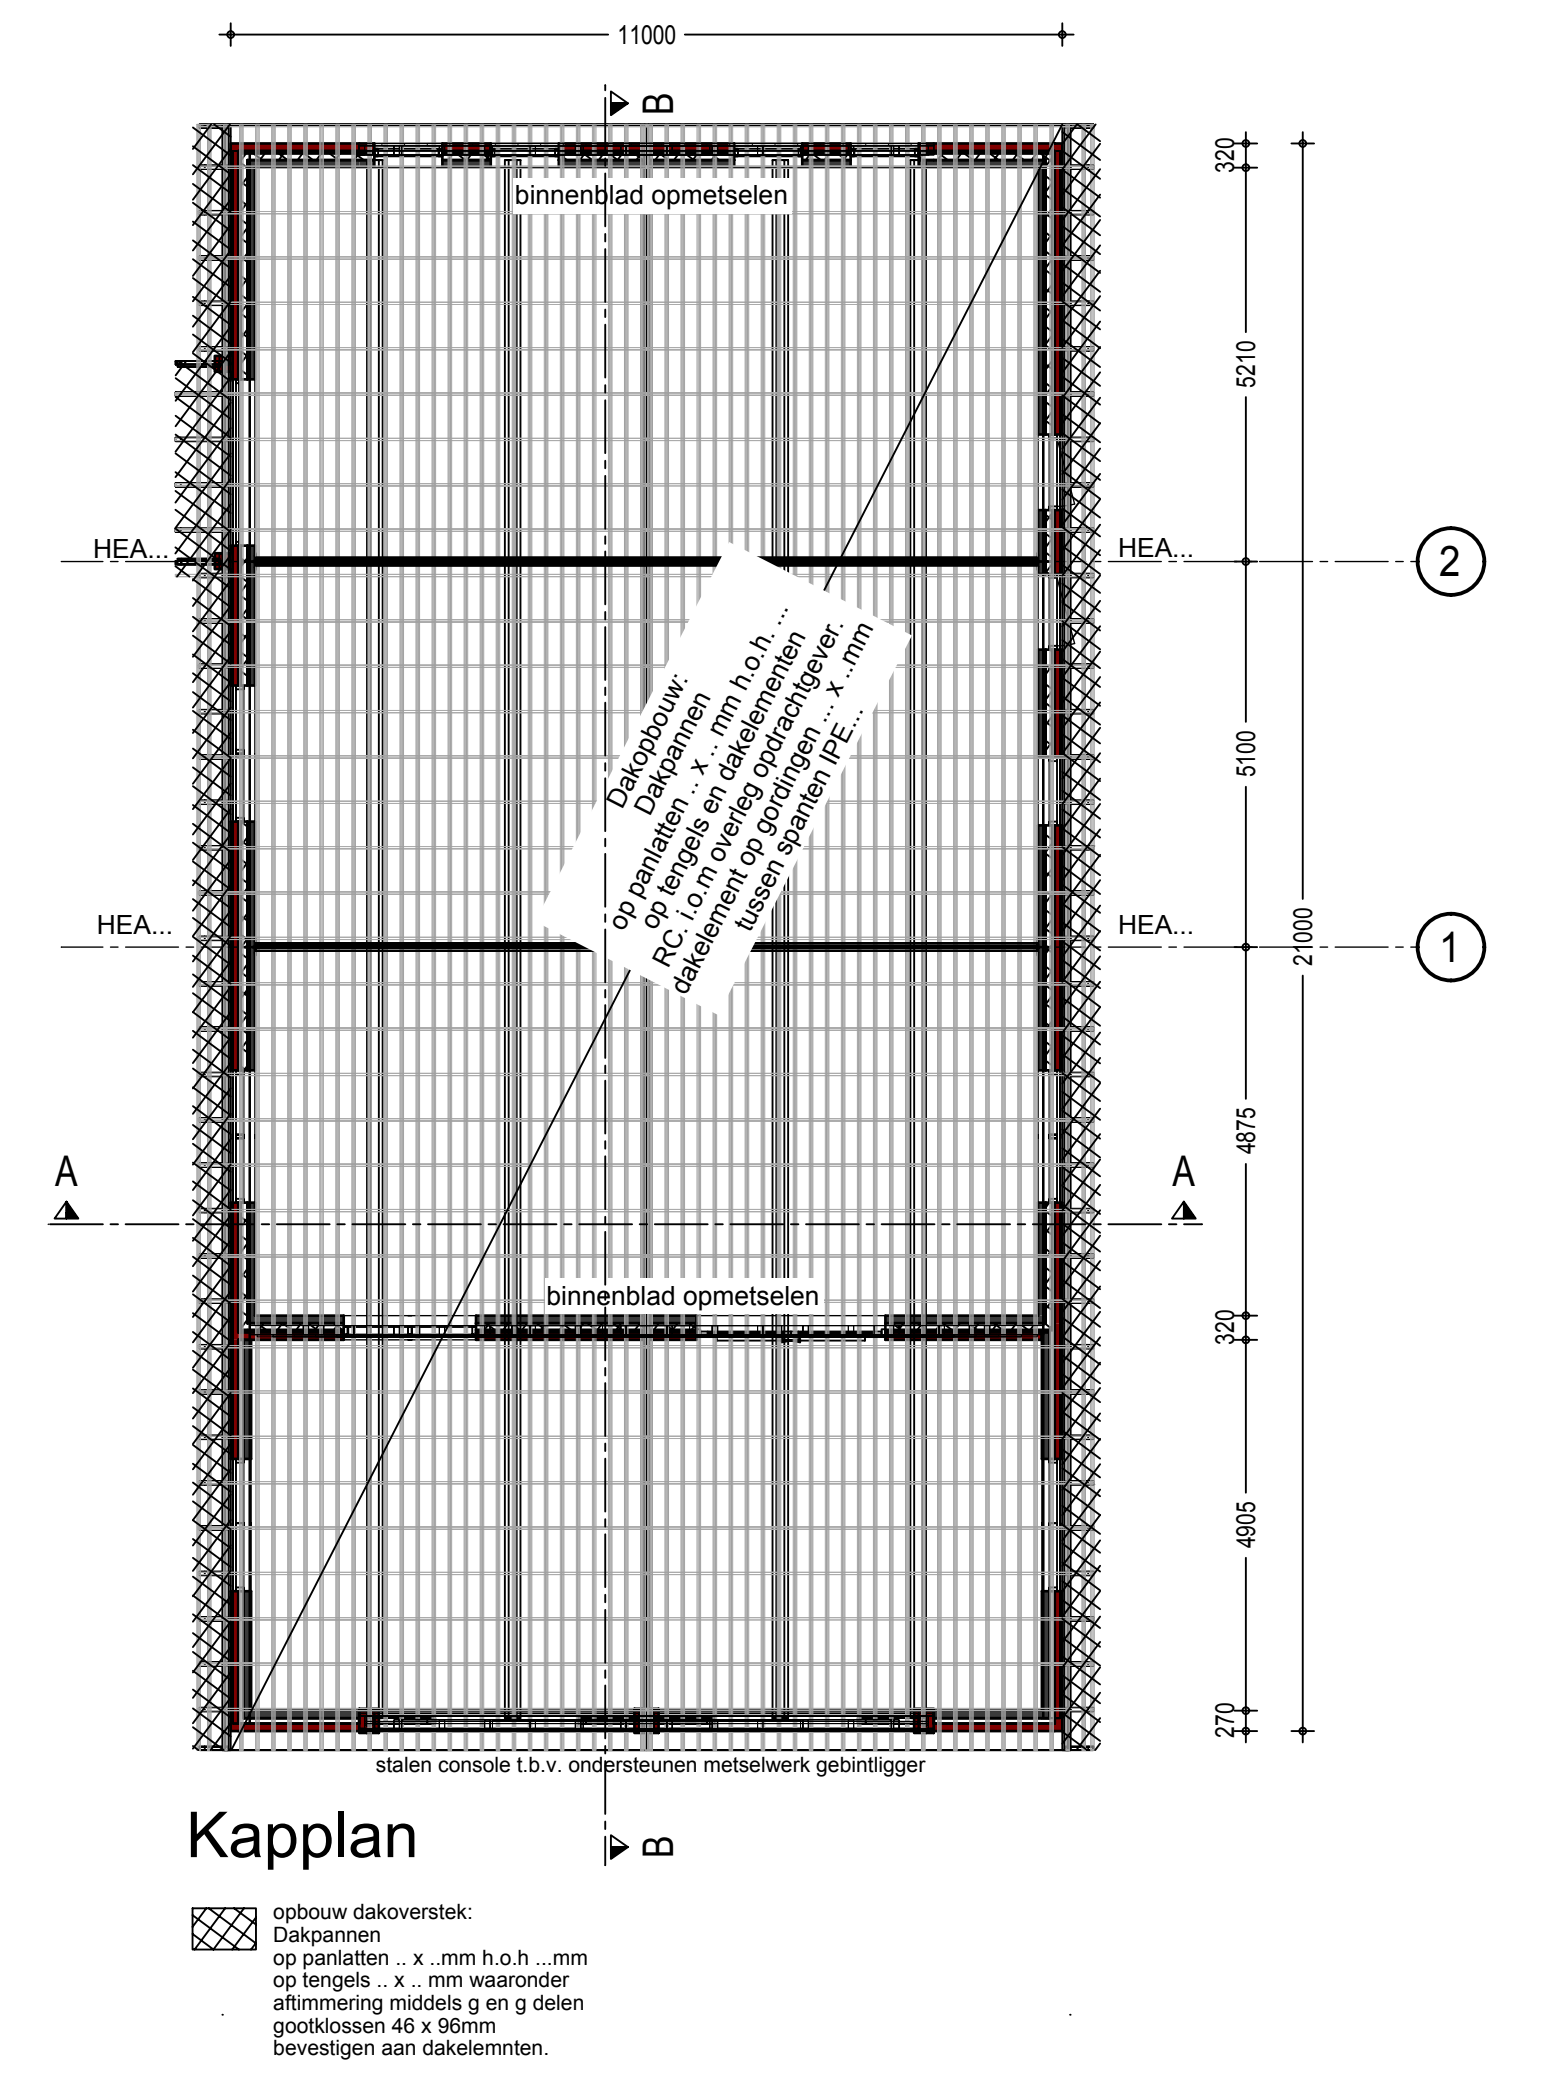 11000
B
320
binnenblad opmetselen
5210
HEA...
HEA...
2
Dakopbouw:
Dakpannen
op panlatten .. x .. mm h.o.h. ...
op tengels en dakelementen
RC. i.o.m overleg opdrachtgever.
dakelement op gordingen ... x ..mm
tussen spanten IPE...
5100
HEA...
HEA...
1
21000
4875
A
A
binnenblad opmetselen
320
4905
270
stalen console t.b.v. ondersteunen metselwerk gebintligger
Kapplan
B
opbouw dakoverstek:
Dakpannen
op panlatten .. x ..mm h.o.h ...mm
op tengels .. x .. mm waaronder
aftimmering middels g en g delen
gootklossen 46 x 96mm
bevestigen aan dakelemnten.